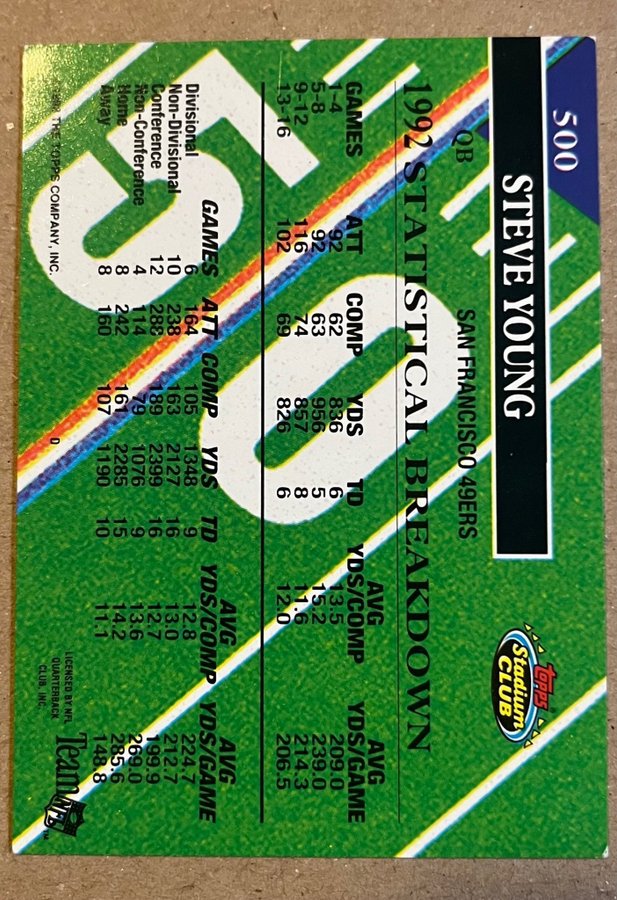 500
STEVE YOUNG
topps
Stadium
CLUB
QB SAN FRANCISCO 49ERS
1992 STATISTICAL BREAKDOWN
AVG AVG
GAMES ATT COMP YDS TD YDS/COMP YDS/GAME
1-4 92 62 836 6 13.5 209.0
5-8 92 63 956 5 15.2 239.0
9-12 116 74 857 8 11.6 214.3
13-16 102 69 826 6 12.0 206.5
50
AVG AVG
GAMES ATT COMP YDS TD YDS/COMP YDS/GAME
Divisional 6 164 105 1348 9 12.8 224.7
Non-Divisional 10 238 163 2127 16 13.0 212.7
Conference 12 288 189 2399 16 12.7 199.9
Non-Conference 4 114 79 1076 9 13.6 269.0
Home 8 242 161 2285 15 14.2 285.6
Away 8 160 107 1190 10 11.1 148.8
LICENSED BY NFL
QUARTERBACK
CLUB, INC.
Team NFL™
THE TOPPS COMPANY, INC. D